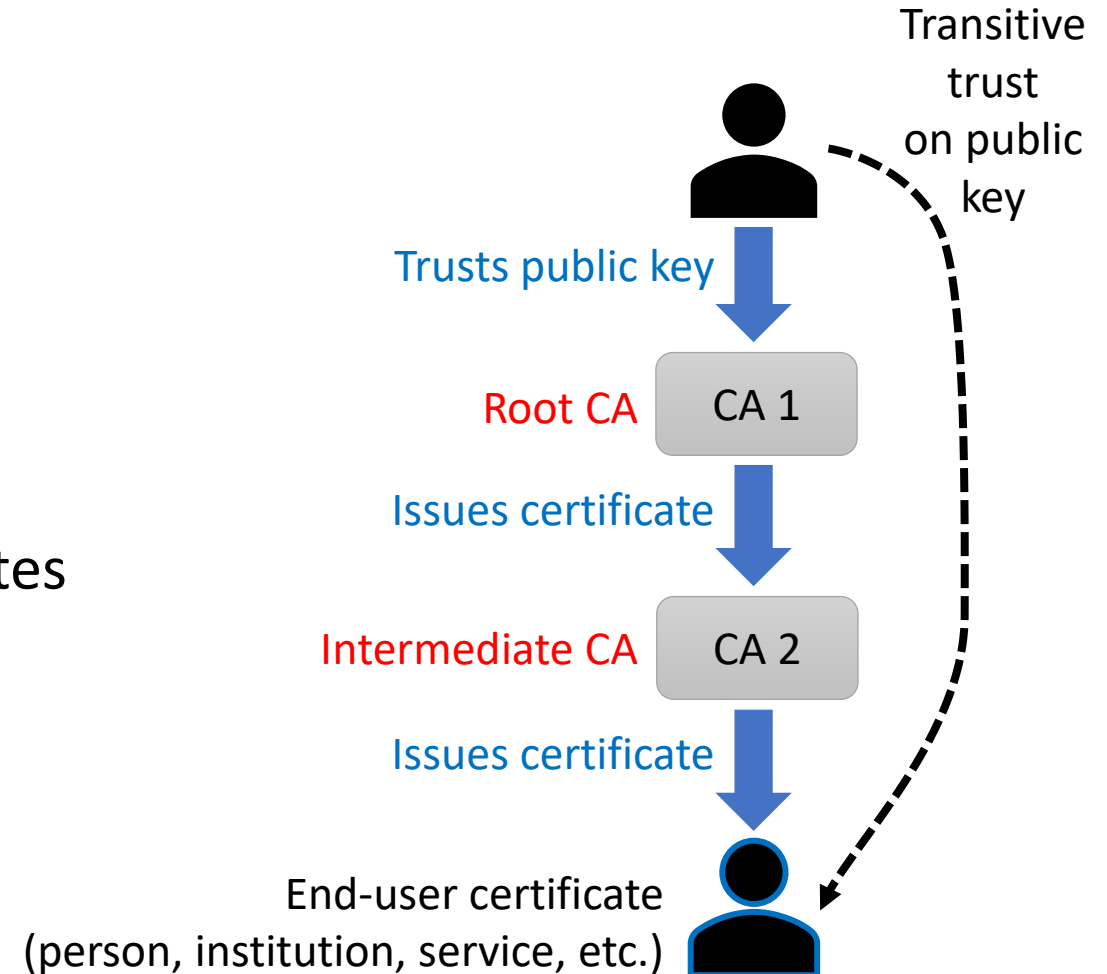 Transitive
trust
on public
key
Trusts public key
Root CA
CA 1
Issues certificate
tes
Intermediate CA
CA 2
Issues certificate
End-user certificate
(person, institution, service, etc.)